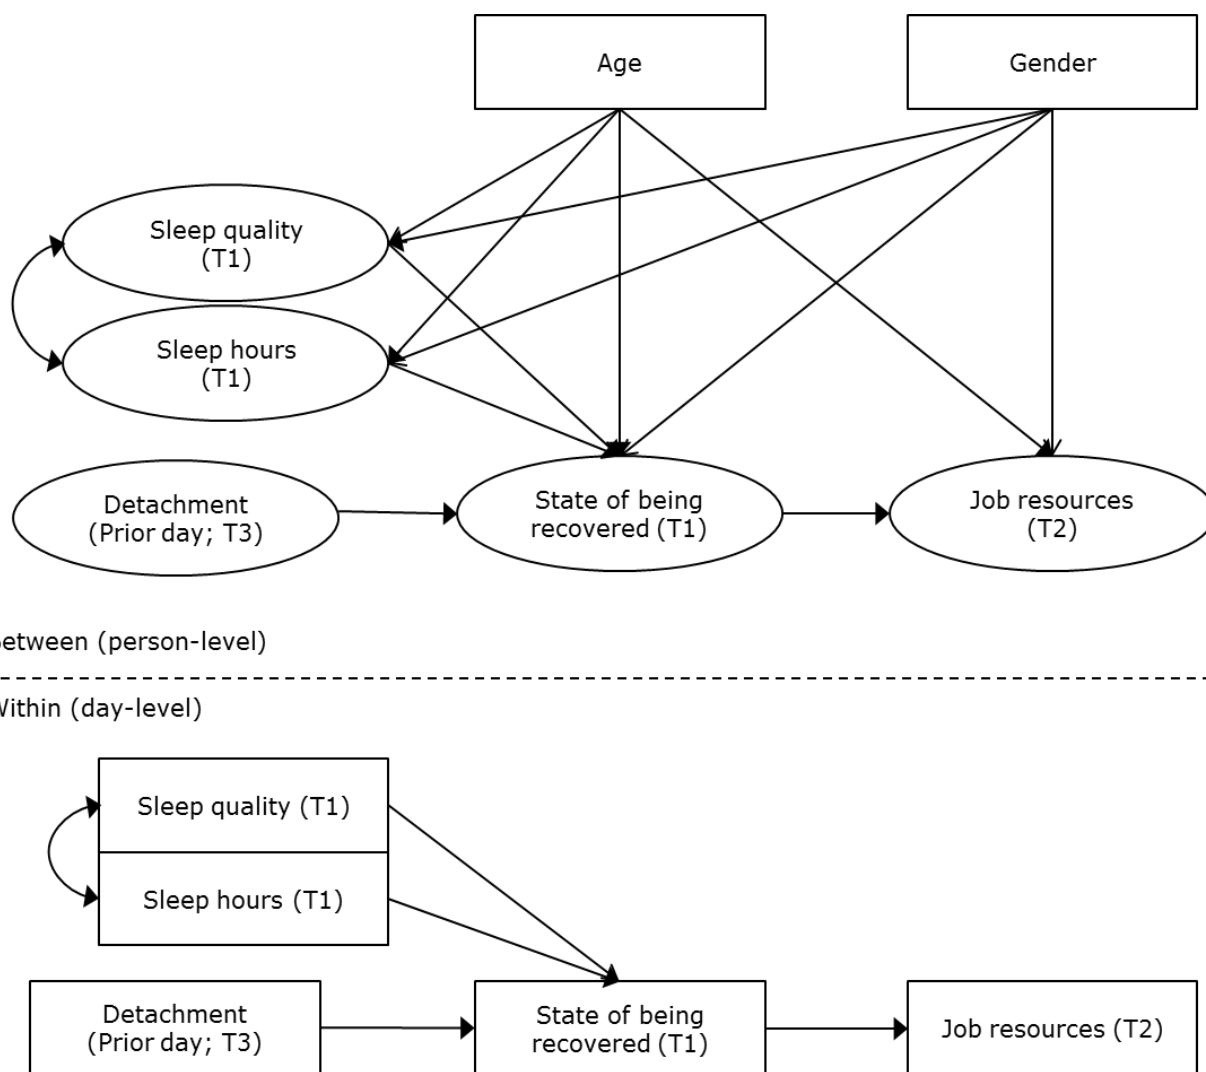 Age
Gender
Sleep quality
(T1)
Sleep hours
(T1)
Detachment
(Prior day; T3)
State of being
recovered (T1)
Job resources
(T2)
etween (person-level)
Within (day-level)
Sleep quality (T1)
Sleep hours (T1)
Detachment
(Prior day; T3)
State of being
recovered (T1)
Job resources (T2)